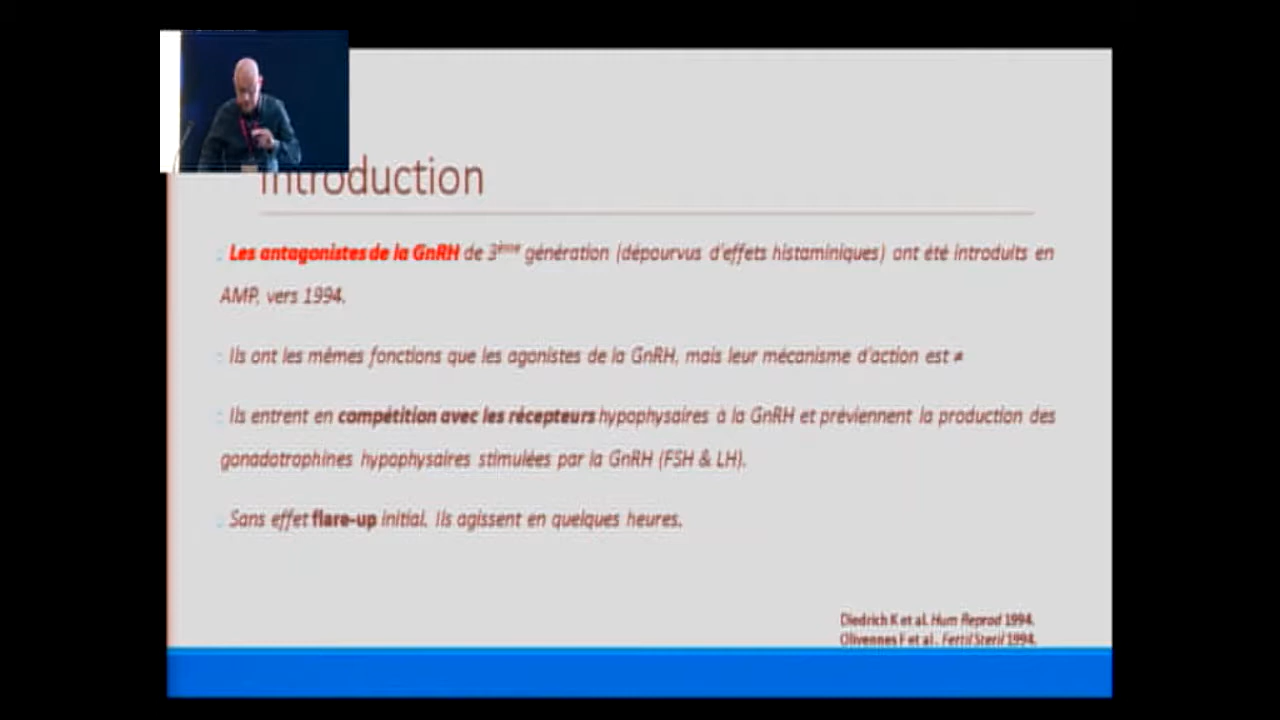 Introduction
Les antagonistes de la GnRH de 3ème génération (dépourvus d'effets histaminiques) ont été introduits en
AMP, vers 1994.
Ils ont les mêmes fonctions que les agonistes de la GnRH, mais leur mécanisme d'action est ≠
Ils entrent en compétition avec les récepteurs hypophysaires à la GnRH et préviennent la production des
gonadotrophines hypophysaires stimulées par la GnRH (FSH & LH).
Sans effet flare-up initial. Ils agissent en quelques heures.
Diedrich K et al. Hum Reprod 1994.
Olivennes F et al. Fertil Steril 1994.